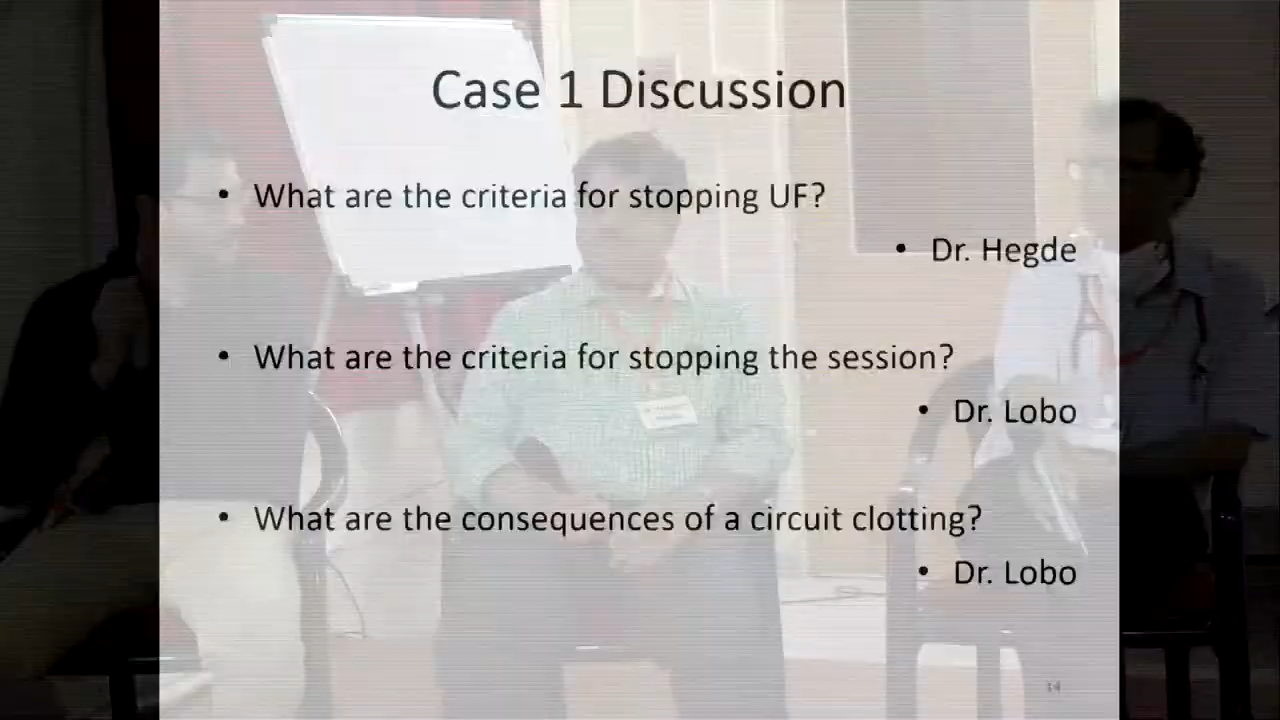 Case 1 Discussion
• What are the criteria for stopping UF?
• Dr. Hegde
• What are the criteria for stopping the session?
• Dr. Lobo
• What are the consequences of a circuit clotting?
• Dr. Lobo
14